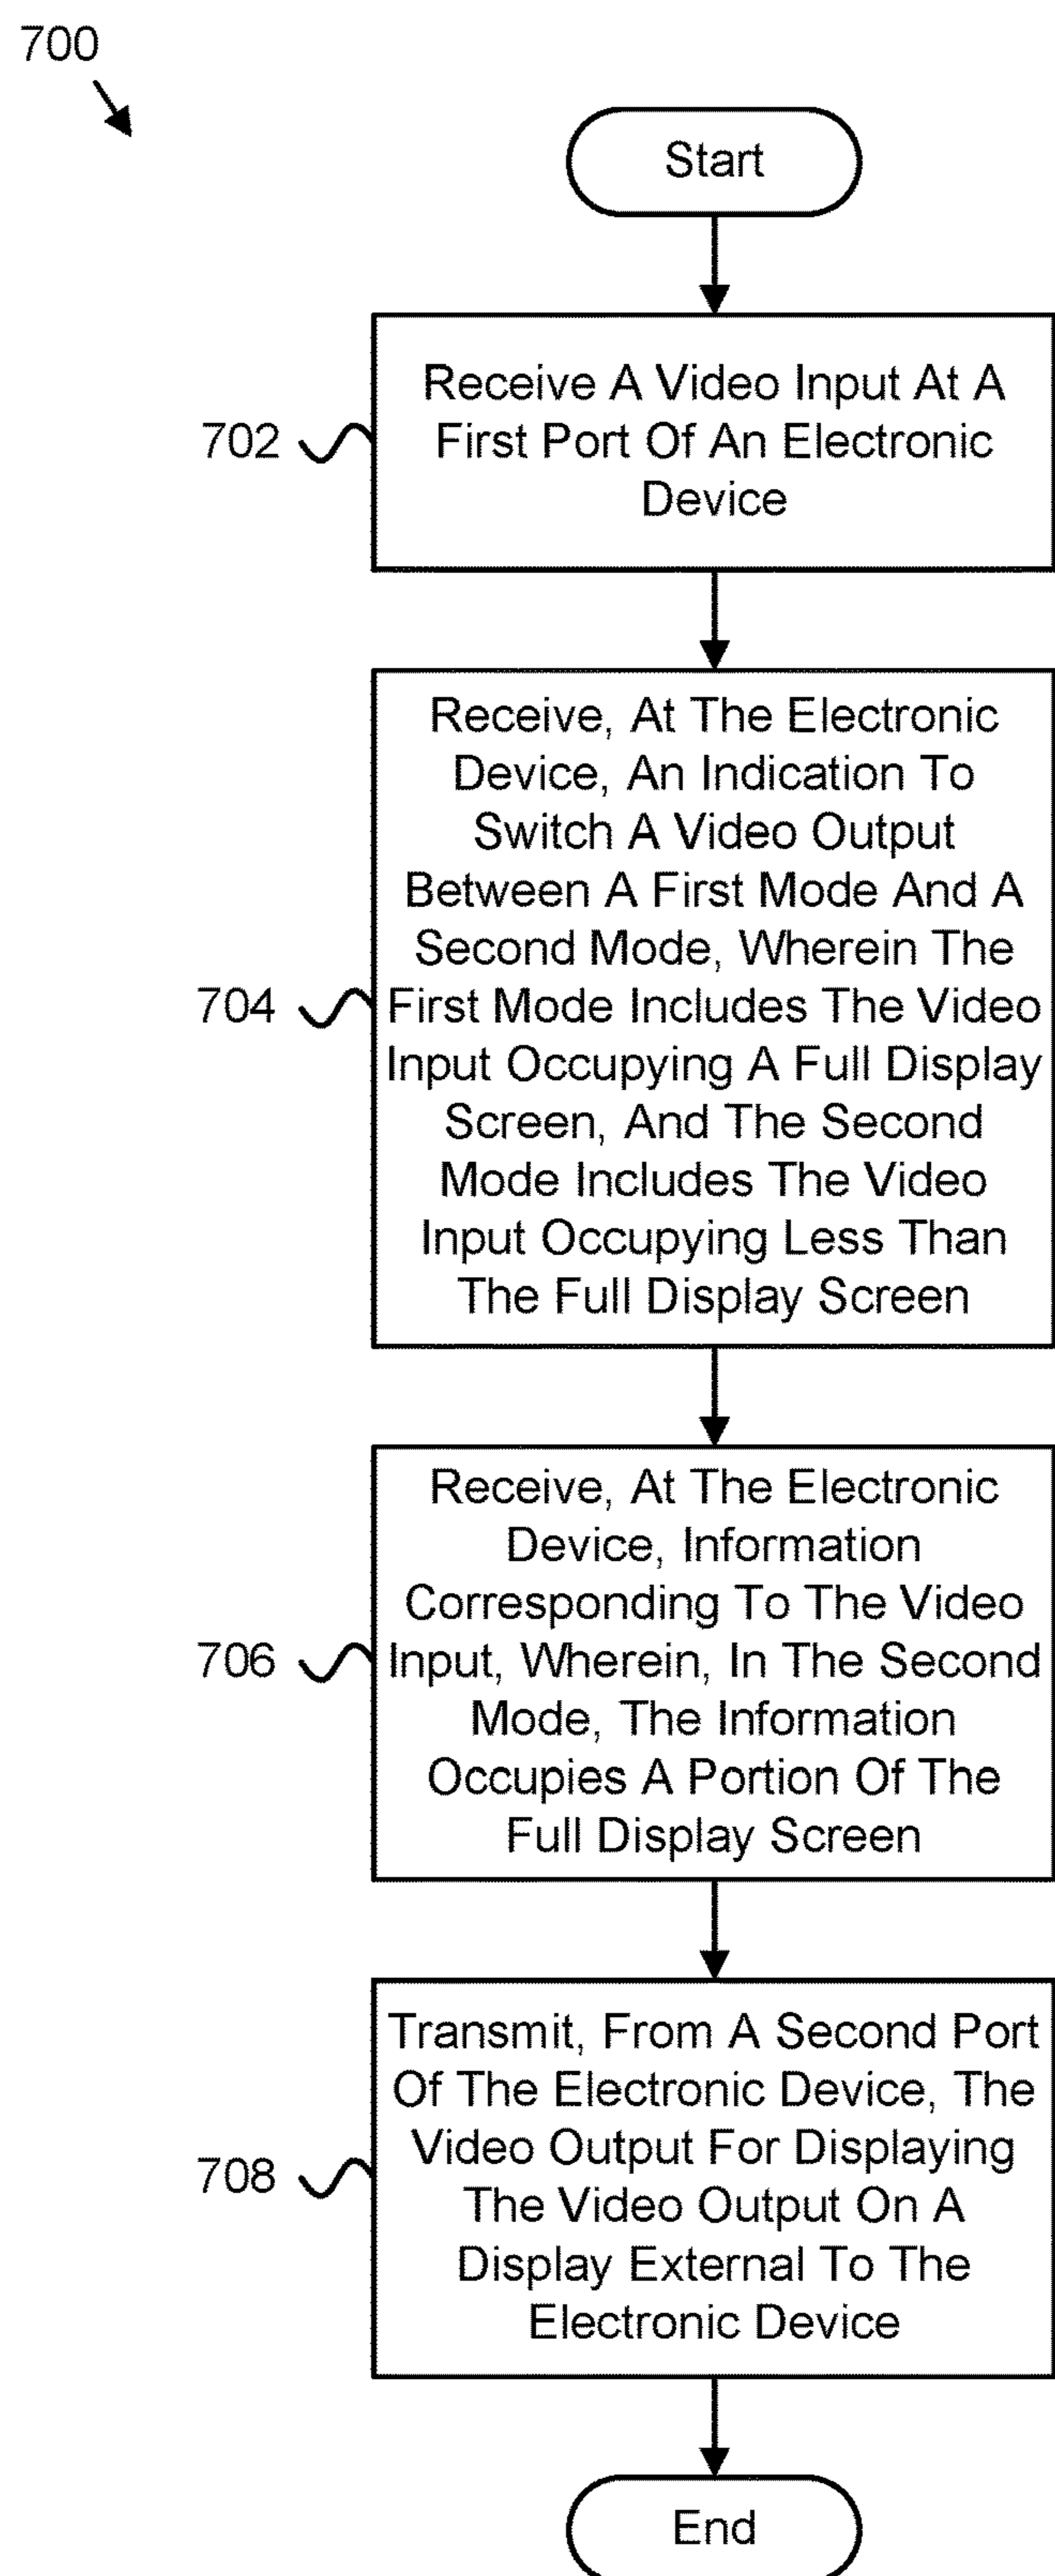 700
Start
702
Receive A Video Input At A
First Port Of An Electronic
Device
704
Receive, At The Electronic
Device, An Indication To
Switch A Video Output
Between A First Mode And A
Second Mode, Wherein The
First Mode Includes The Video
Input Occupying A Full Display
Screen, And The Second
Mode Includes The Video
Input Occupying Less Than
The Full Display Screen
706
Receive, At The Electronic
Device, Information
Corresponding To The Video
Input, Wherein, In The Second
Mode, The Information
Occupies A Portion Of The
Full Display Screen
708
Transmit, From A Second Port
Of The Electronic Device, The
Video Output For Displaying
The Video Output On A
Display External To The
Electronic Device
End